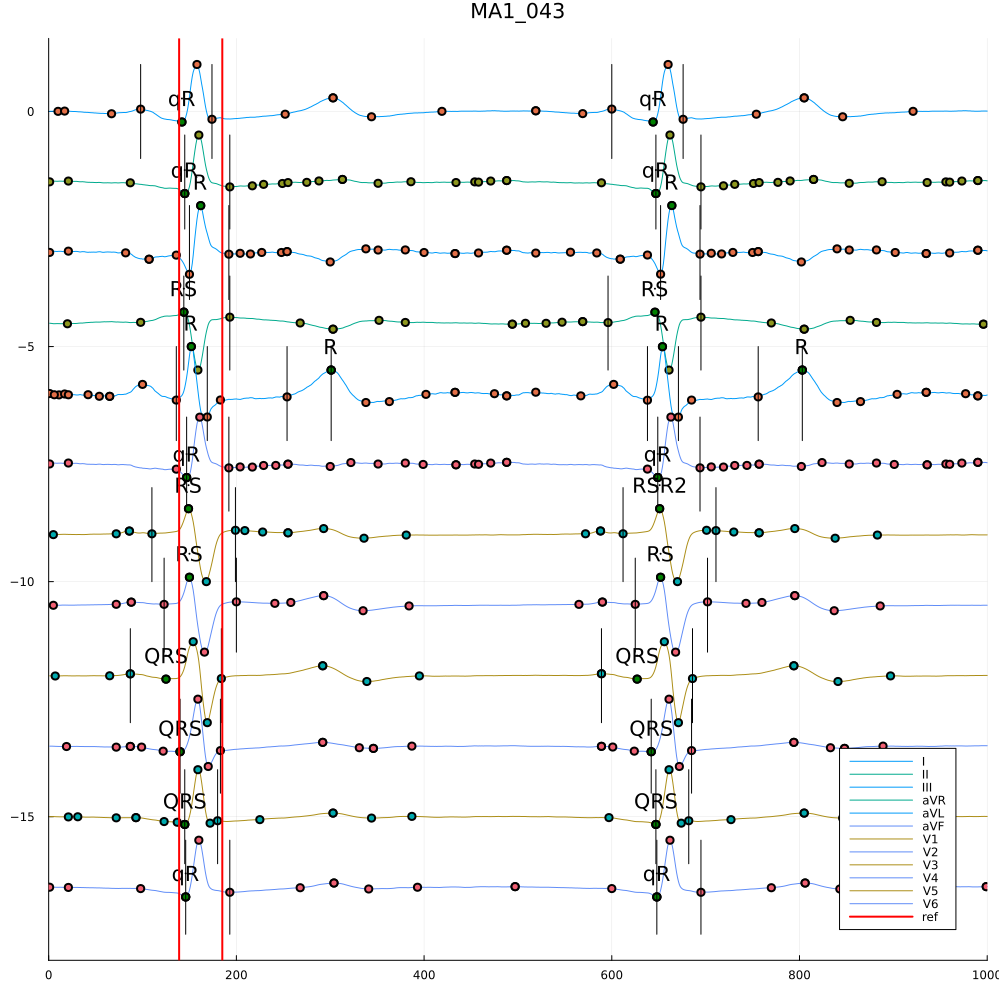 MA1_043
0
qR qR
qR qR
R R
RS RS
R R
−5
R R
qR qR
RS RSR2
RS RS
−10
QRS QRS
QRS QRS
I
II
III
aVR
QRS QRS
aVL
−15
aVF
V1
V2
V3
qR qR
V4
V5
V6
ref
0 200 400 600 800 1000